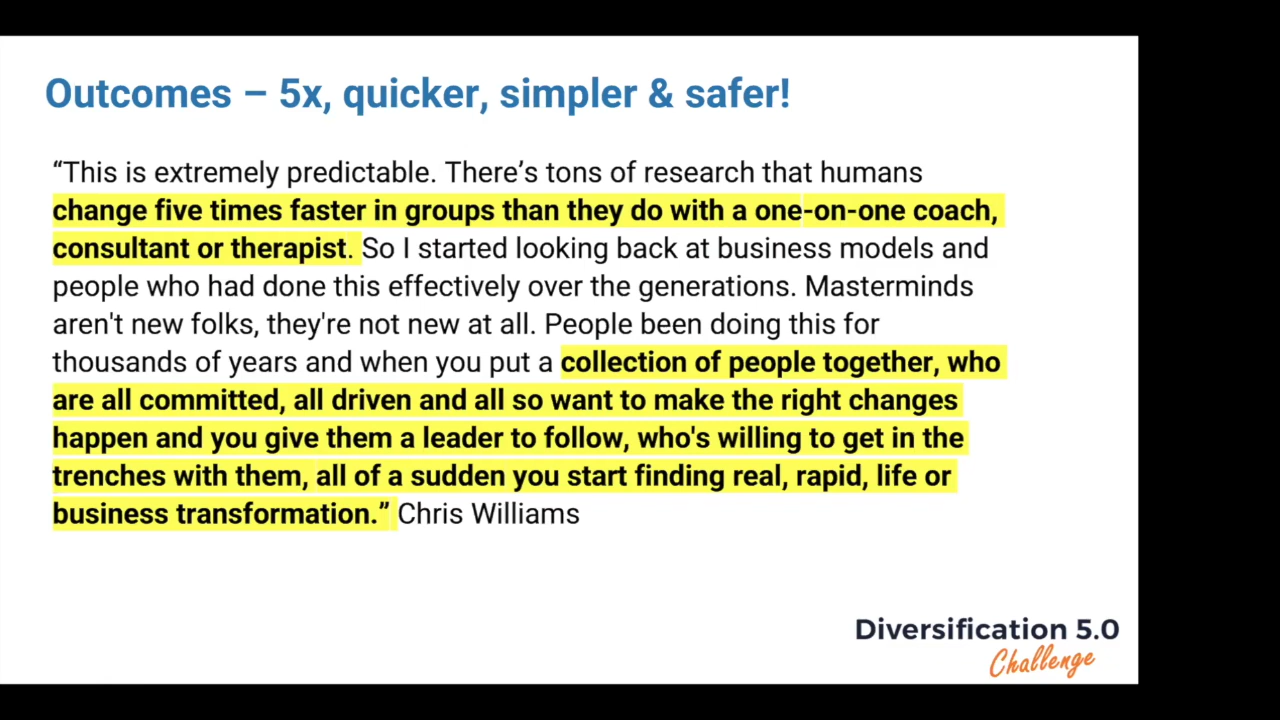 Outcomes – 5x, quicker, simpler & safer!
“This is extremely predictable. There’s tons of research that humans
change five times faster in groups than they do with a one-on-one coach,
consultant or therapist. So I started looking back at business models and
people who had done this effectively over the generations. Masterminds
aren't new folks, they're not new at all. People been doing this for
thousands of years and when you put a collection of people together, who
are all committed, all driven and all so want to make the right changes
happen and you give them a leader to follow, who's willing to get in the
trenches with them, all of a sudden you start finding real, rapid, life or
business transformation.” Chris Williams
Diversification 5.0
Challenge